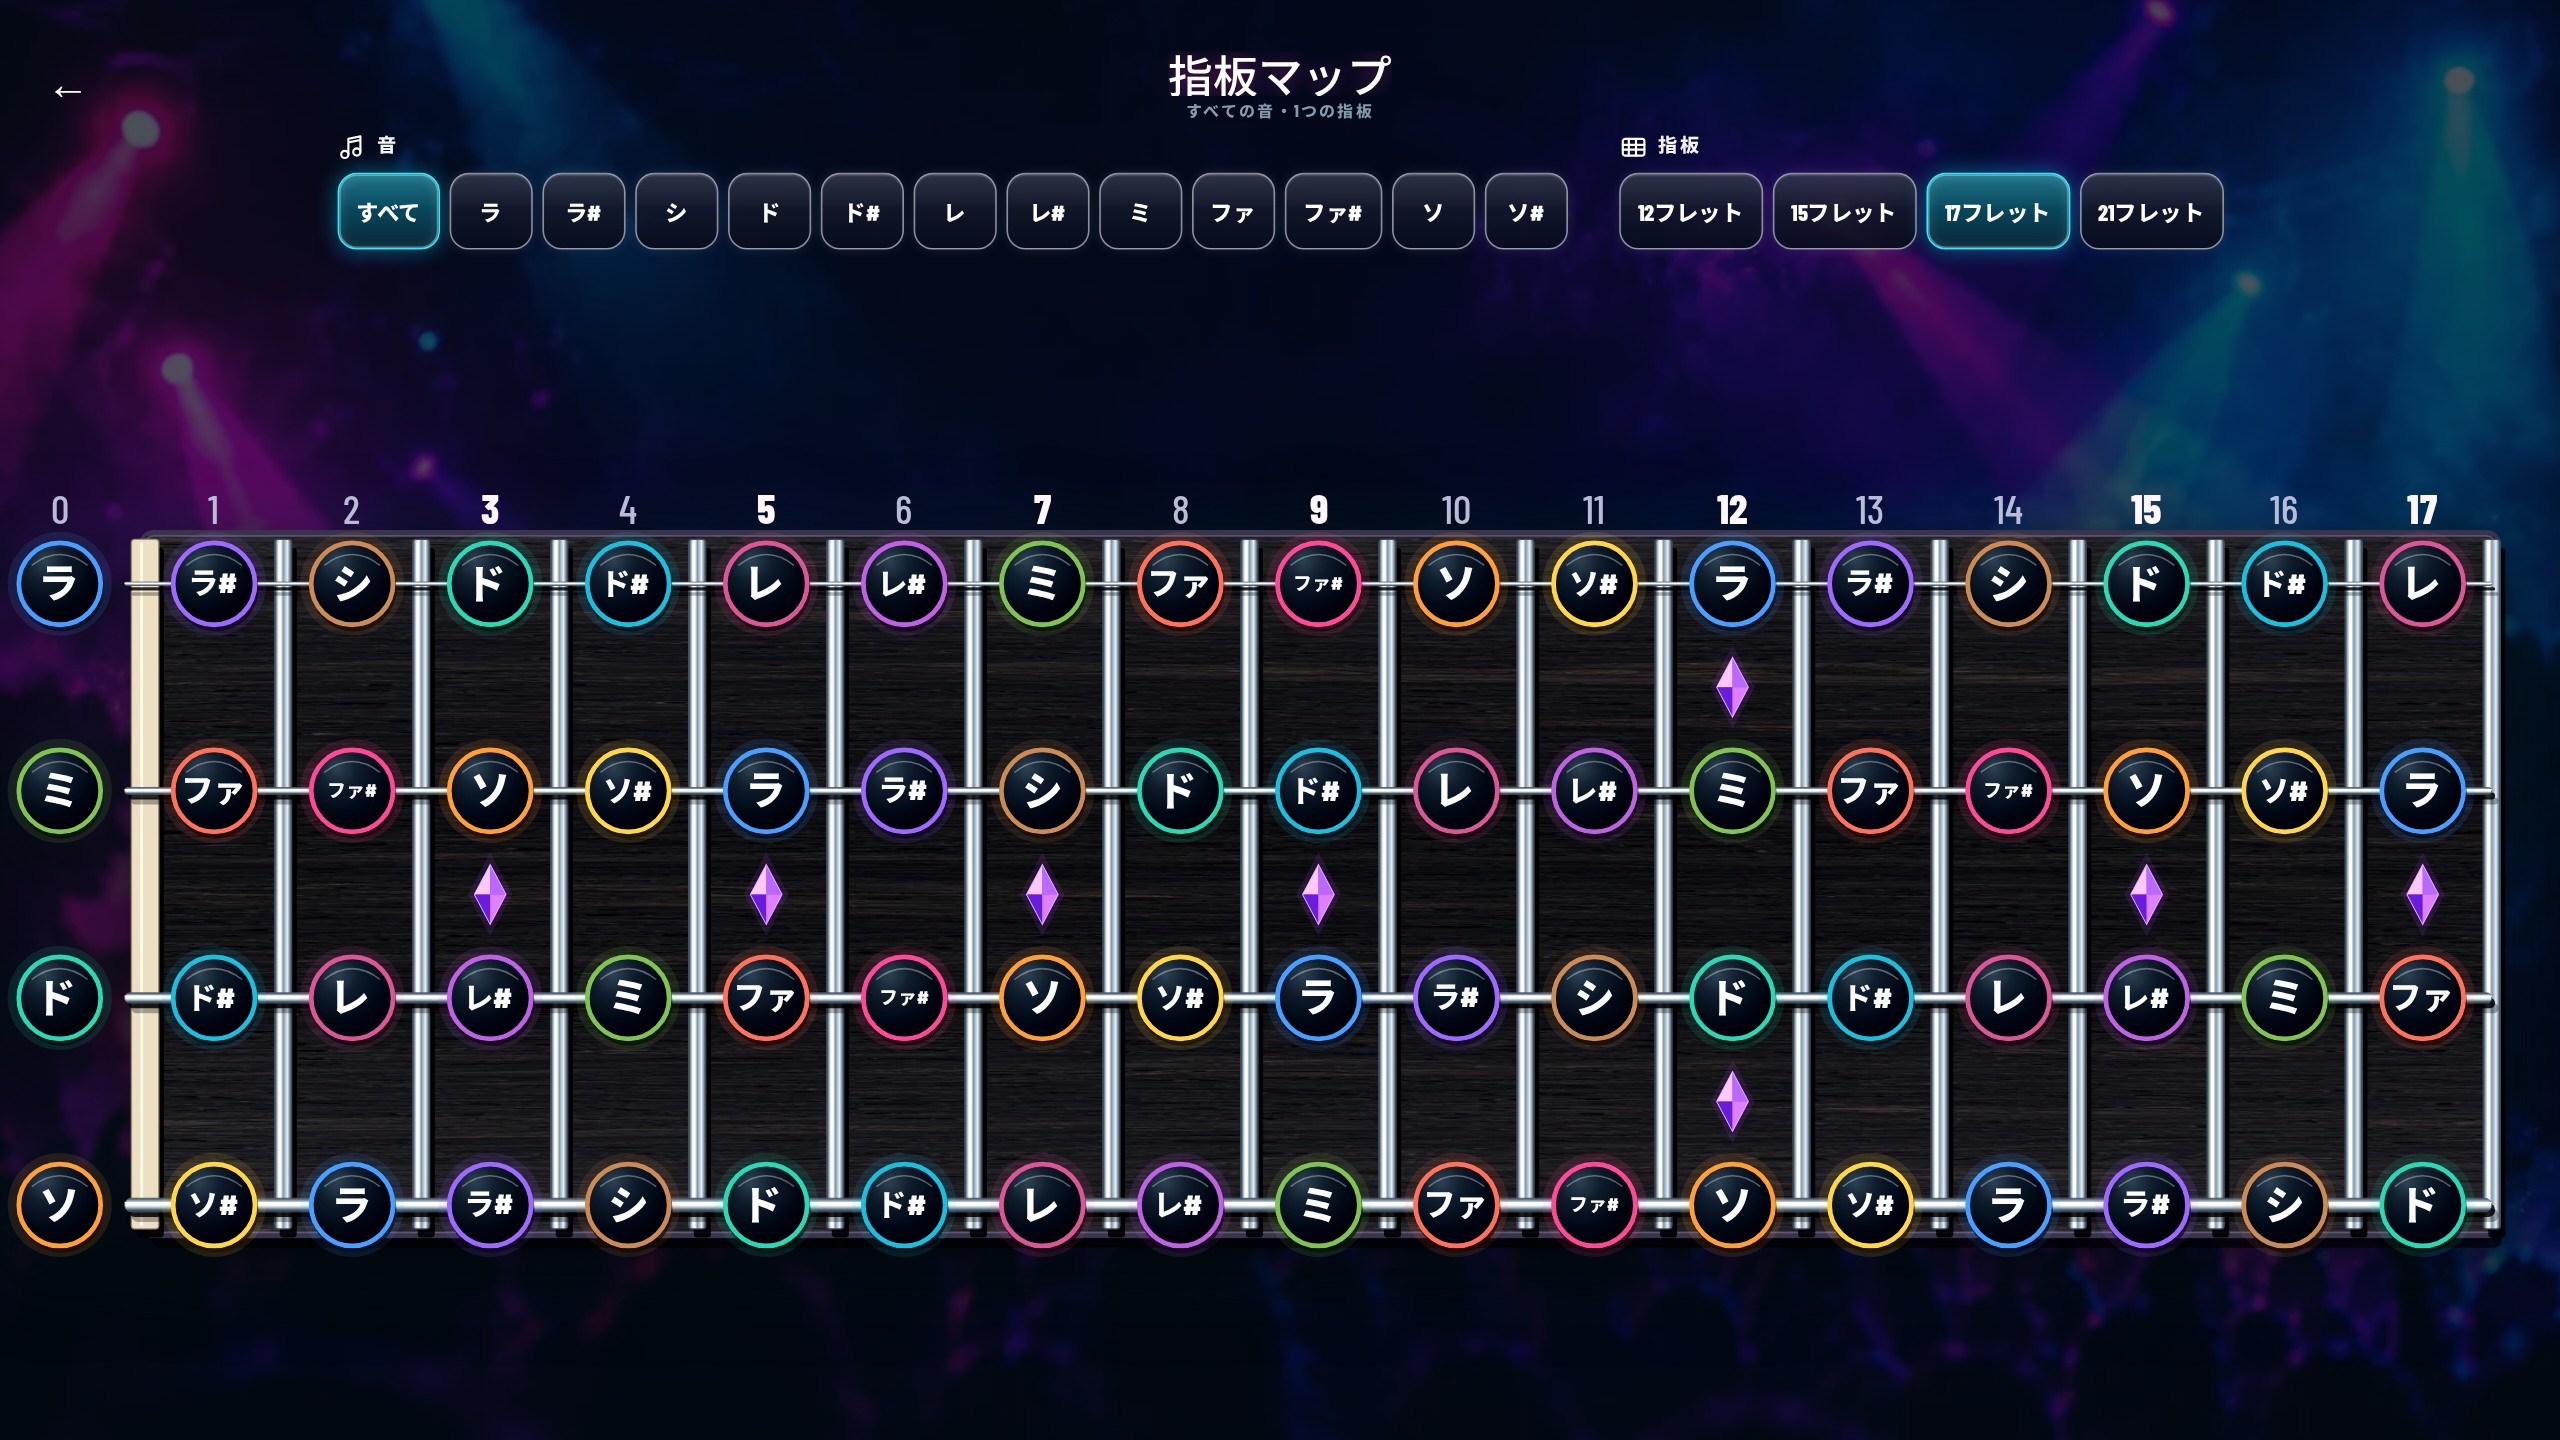 ←
指板マップ
すべての音・1つの指板
音
すべて ラ ラ# シ ド ド# レ レ# ミ ファ ファ# ソ ソ#
指板
12フレット 15フレット 17フレット 21フレット
0 1 2 3 4 5 6 7 8 9 10 11 12 13 14 15 16 17
ラ ラ# シ ド ド# レ レ# ミ ファ ファ# ソ ソ# ラ ラ# シ ド ド# レ
ミ ファ ファ# ソ ソ# ラ ラ# シ ド ド# レ レ# ミ ファ ファ# ソ ソ# ラ
ド ド# レ レ# ミ ファ ファ# ソ ソ# ラ ラ# シ ド ド# レ レ# ミ ファ
ソ ソ# ラ ラ# シ ド ド# レ レ# ミ ファ ファ# ソ ソ# ラ ラ# シ ド